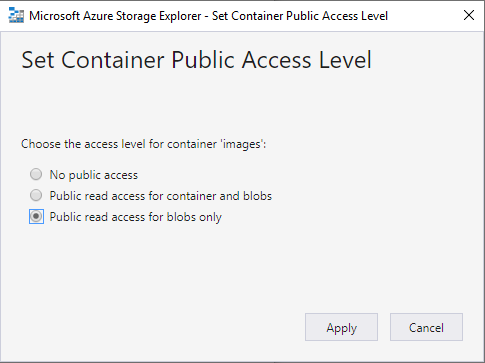 Microsoft Azure Storage Explorer - Set Container Public Access Level
Set Container Public Access Level
Choose the access level for container 'images':
No public access
Public read access for container and blobs
Public read access for blobs only
Apply
Cancel